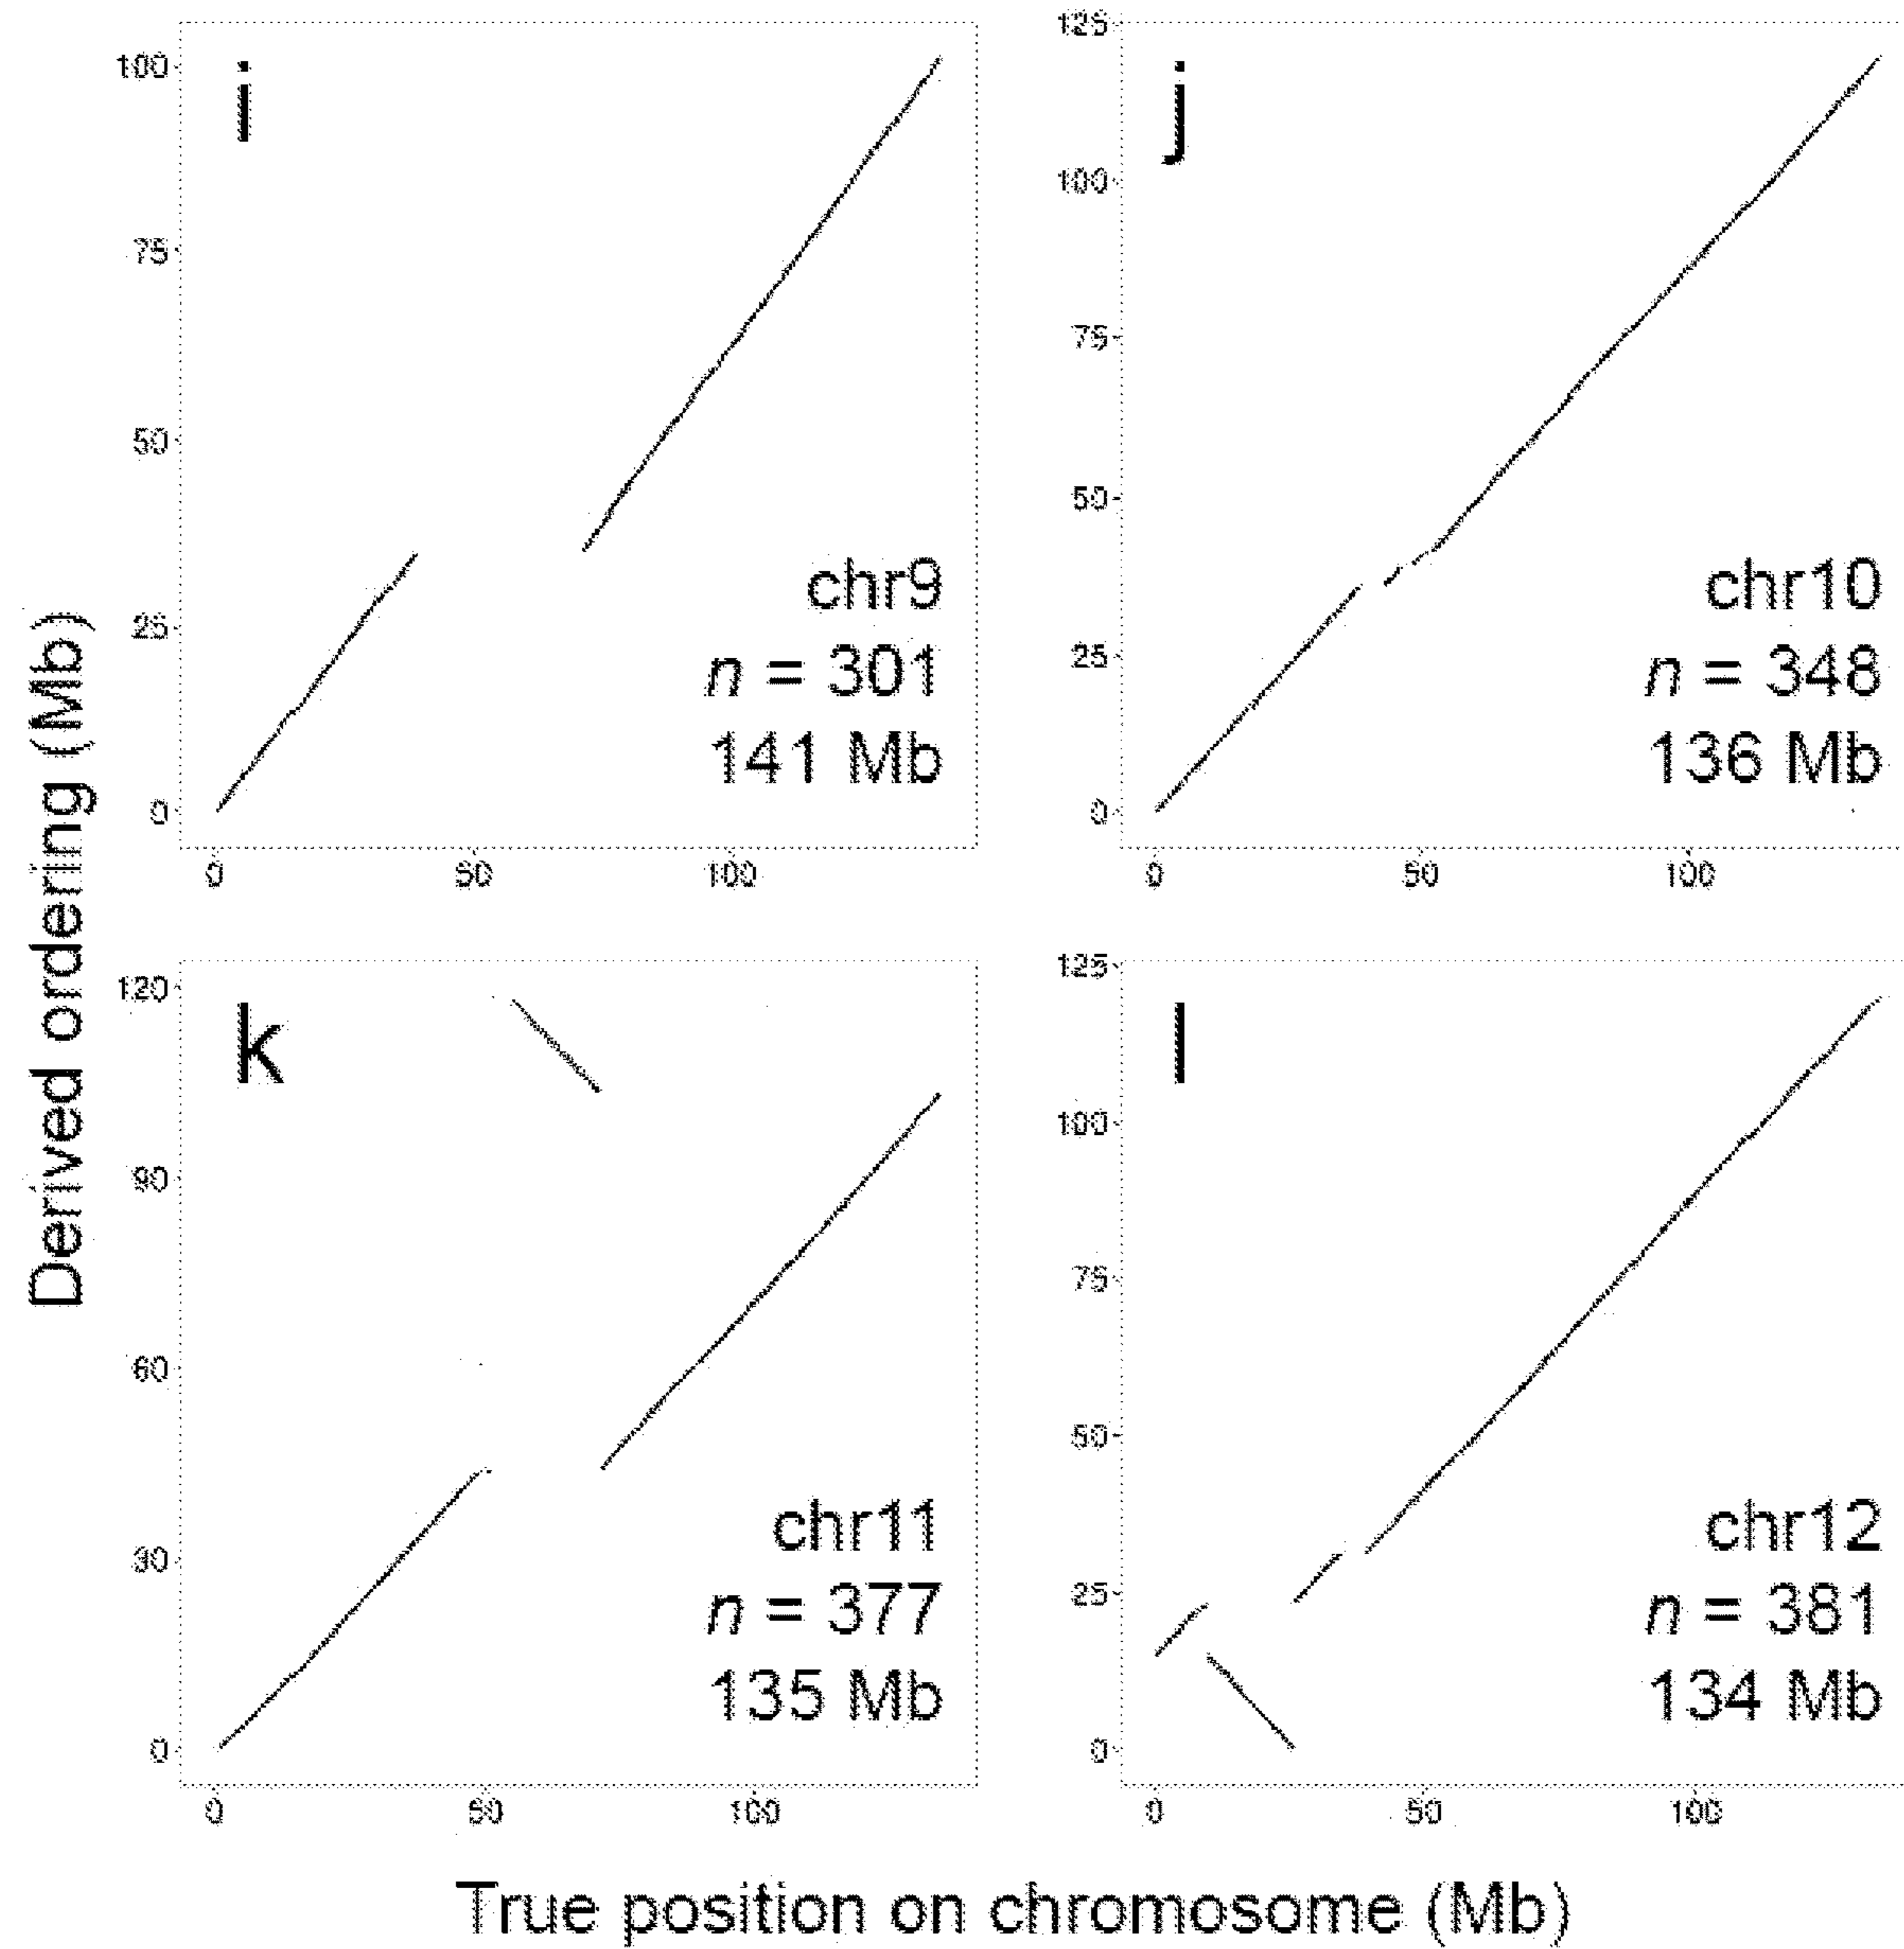 Derived ordering (Mb)
i
100
75
50
25
0
0
50
100
chr9
n = 301
141 Mb
j
125
100
75
50
25
0
0
50
100
chr10
n = 348
136 Mb
k
120
90
60
30
0
0
50
100
chr11
n = 377
135 Mb
l
125
100
75
50
25
0
0
50
100
chr12
n = 381
134 Mb
True position on chromosome (Mb)